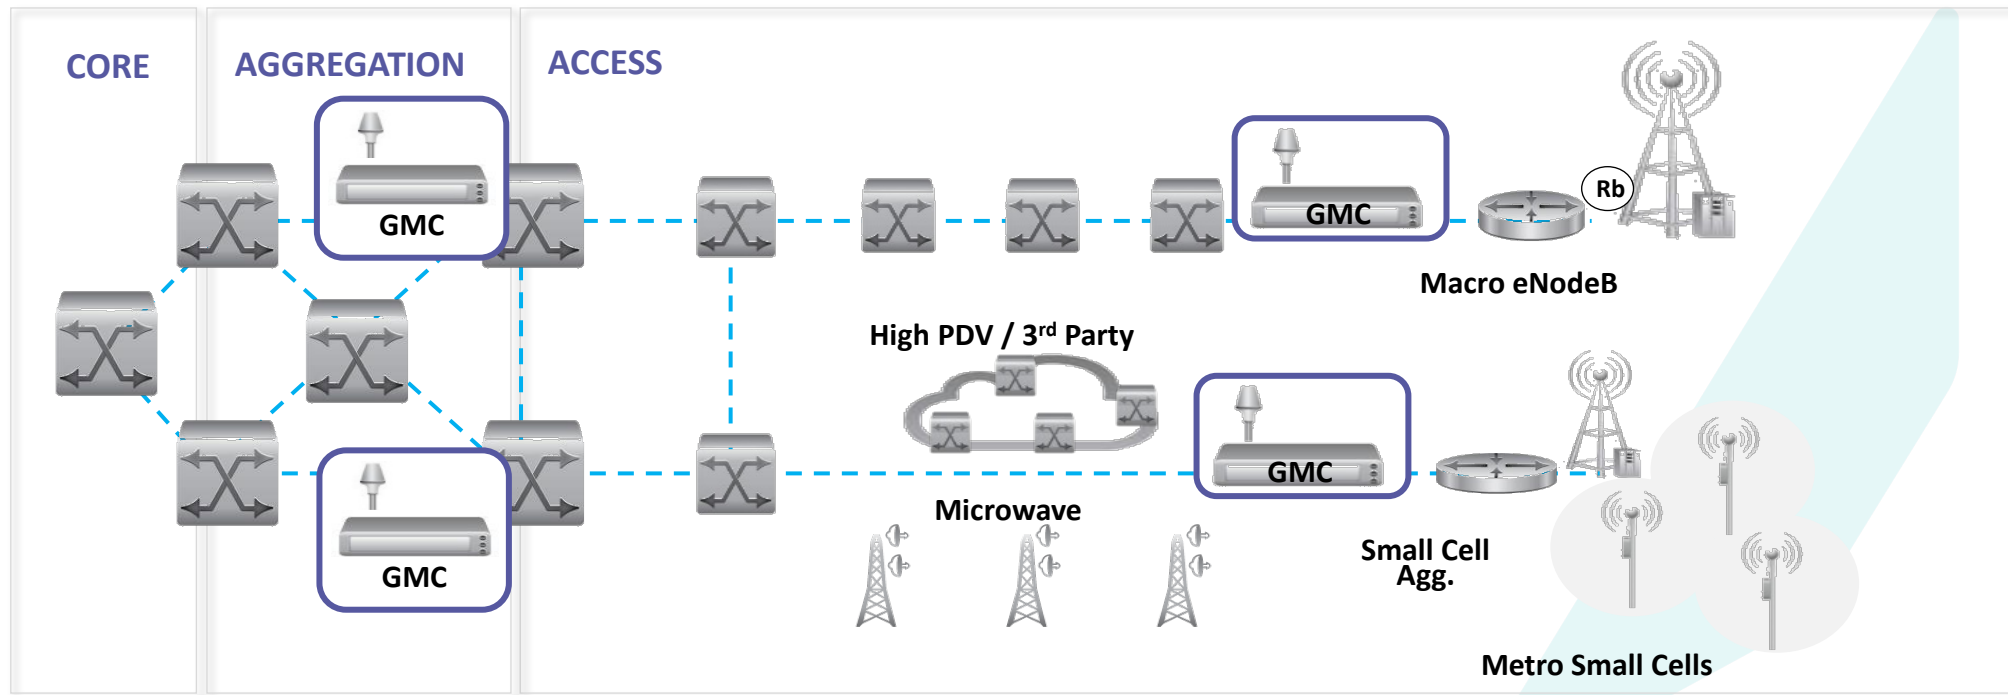 CORE
AGGREGATION
ACCESS
GMC
GMC
Rb
Macro eNodeB
High PDV / 3rd Party
GMC
Microwave
Small Cell
Agg.
GMC
Metro Small Cells